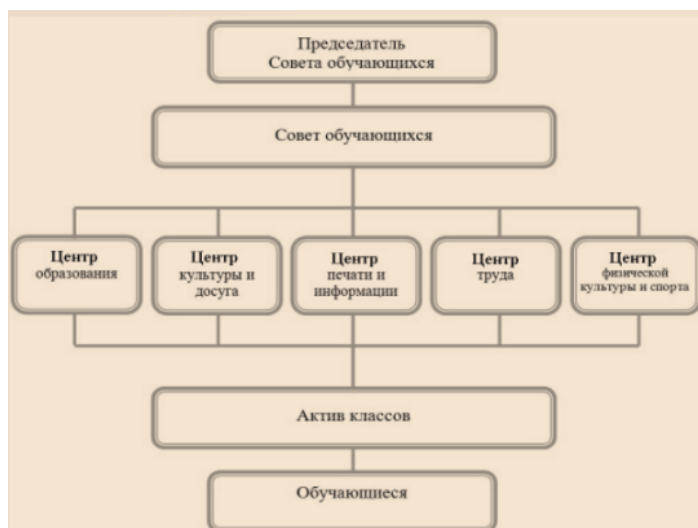 Председатель
Совета обучающихся
Совет обучающихся
Центр
образования
Центр
культуры и
досуга
Центр
печати и
информации
Центр
труда
Центр
физической
культуры и спорта
Актив классов
Обучающиеся